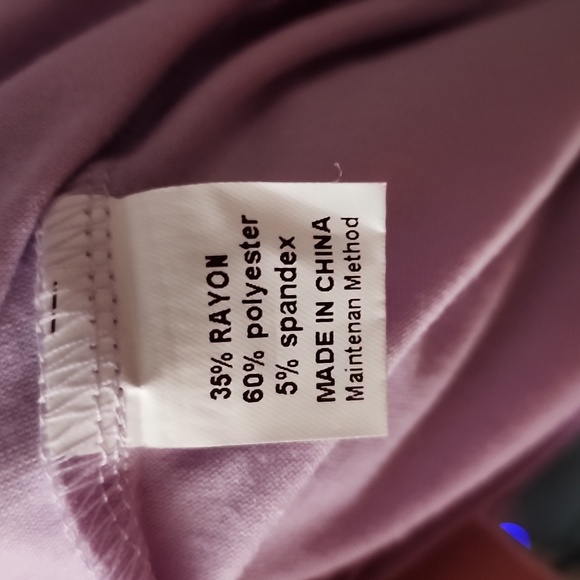 35% RAYON
60% polyester
5% spandex
MADE IN CHINA
Maintenan Method